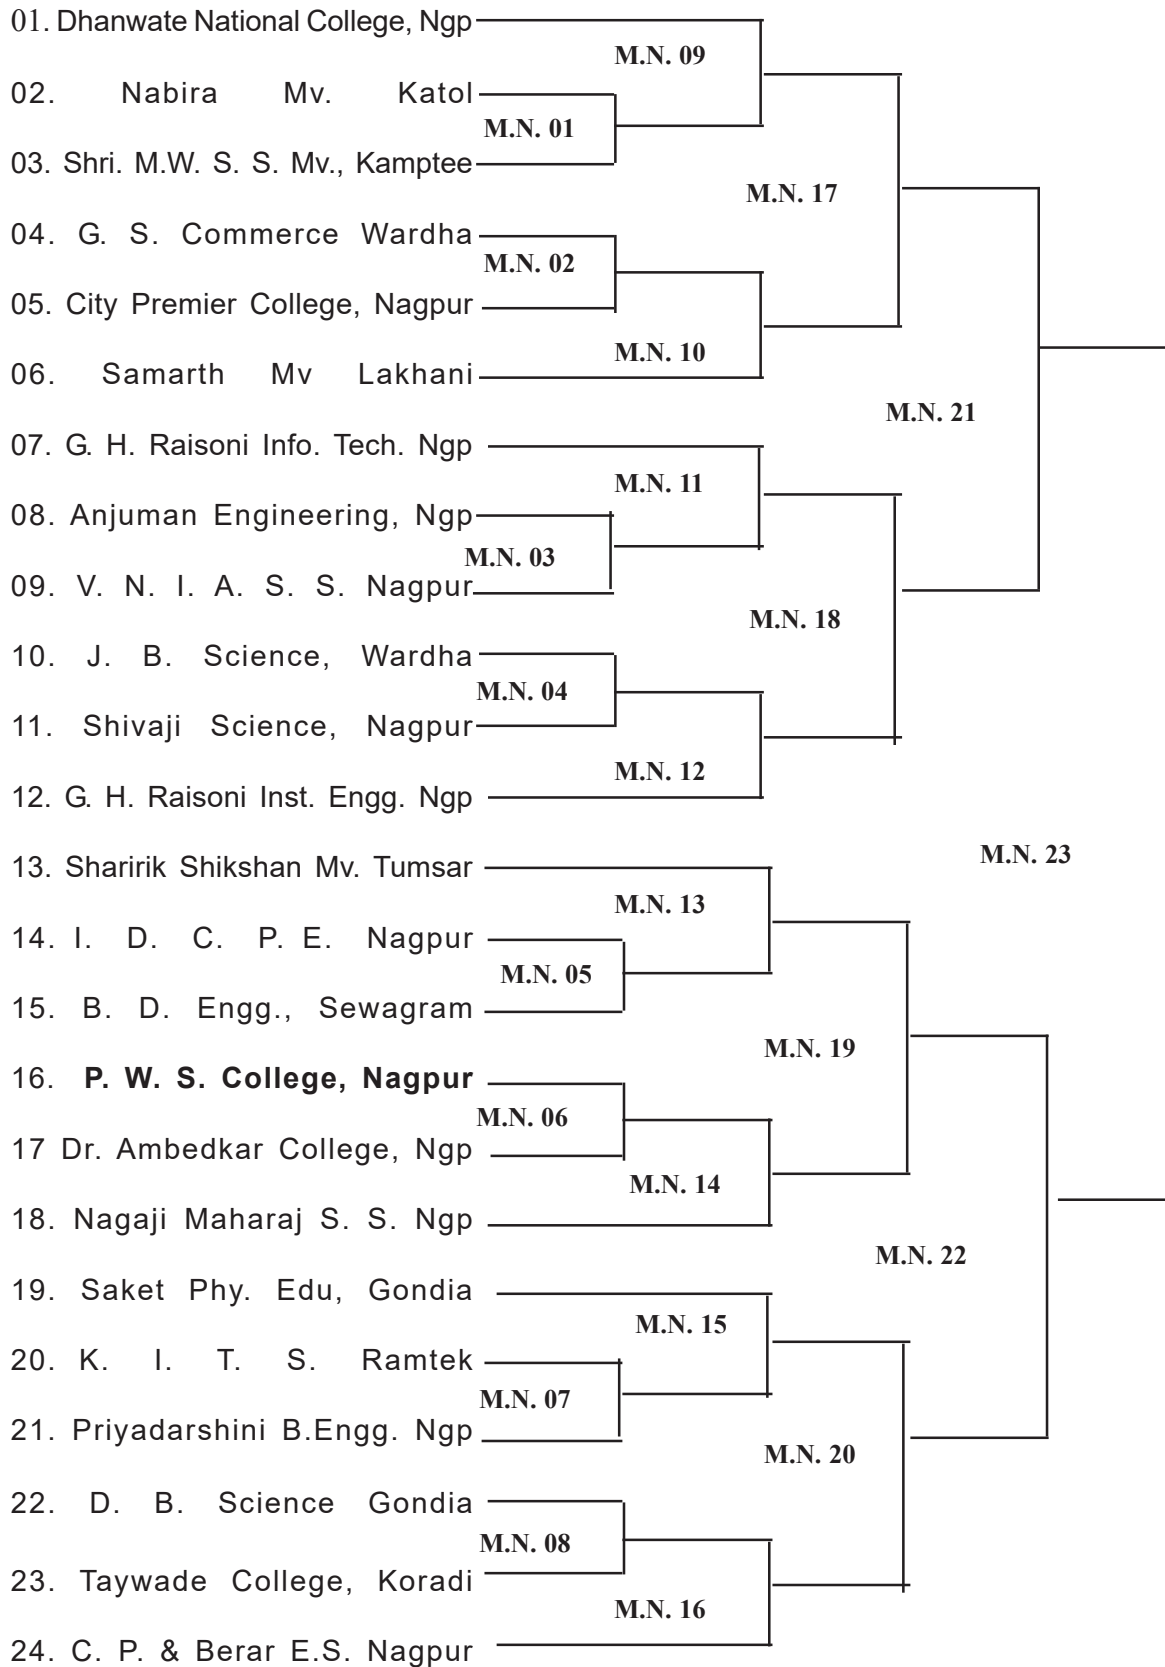 01. Dhanwate National College, Ngp
M.N. 09
02. Nabira Mv. Katol
M.N. 01
03. Shri. M.W. S. S. Mv., Kamptee
M.N. 17
04. G. S. Commerce Wardha
M.N. 02
05. City Premier College, Nagpur
M.N. 10
06. Samarth Mv Lakhani
M.N. 21
07. G. H. Raisoni Info. Tech. Ngp
M.N. 11
08. Anjuman Engineering, Ngp
M.N. 03
09. V. N. I. A. S. S. Nagpur
M.N. 18
10. J. B. Science, Wardha
M.N. 04
11. Shivaji Science, Nagpur
M.N. 12
12. G. H. Raisoni Inst. Engg. Ngp
M.N. 23
13. Sharirik Shikshan Mv. Tumsar
M.N. 13
14. I. D. C. P. E. Nagpur
M.N. 05
15. B. D. Engg., Sewagram
M.N. 19
16. P. W. S. College, Nagpur
M.N. 06
17 Dr. Ambedkar College, Ngp
M.N. 14
18. Nagaji Maharaj S. S. Ngp
M.N. 22
19. Saket Phy. Edu, Gondia
M.N. 15
20. K. I. T. S. Ramtek
M.N. 07
21. Priyadarshini B.Engg. Ngp
M.N. 20
22. D. B. Science Gondia
M.N. 08
23. Taywade College, Koradi
M.N. 16
24. C. P. & Berar E.S. Nagpur